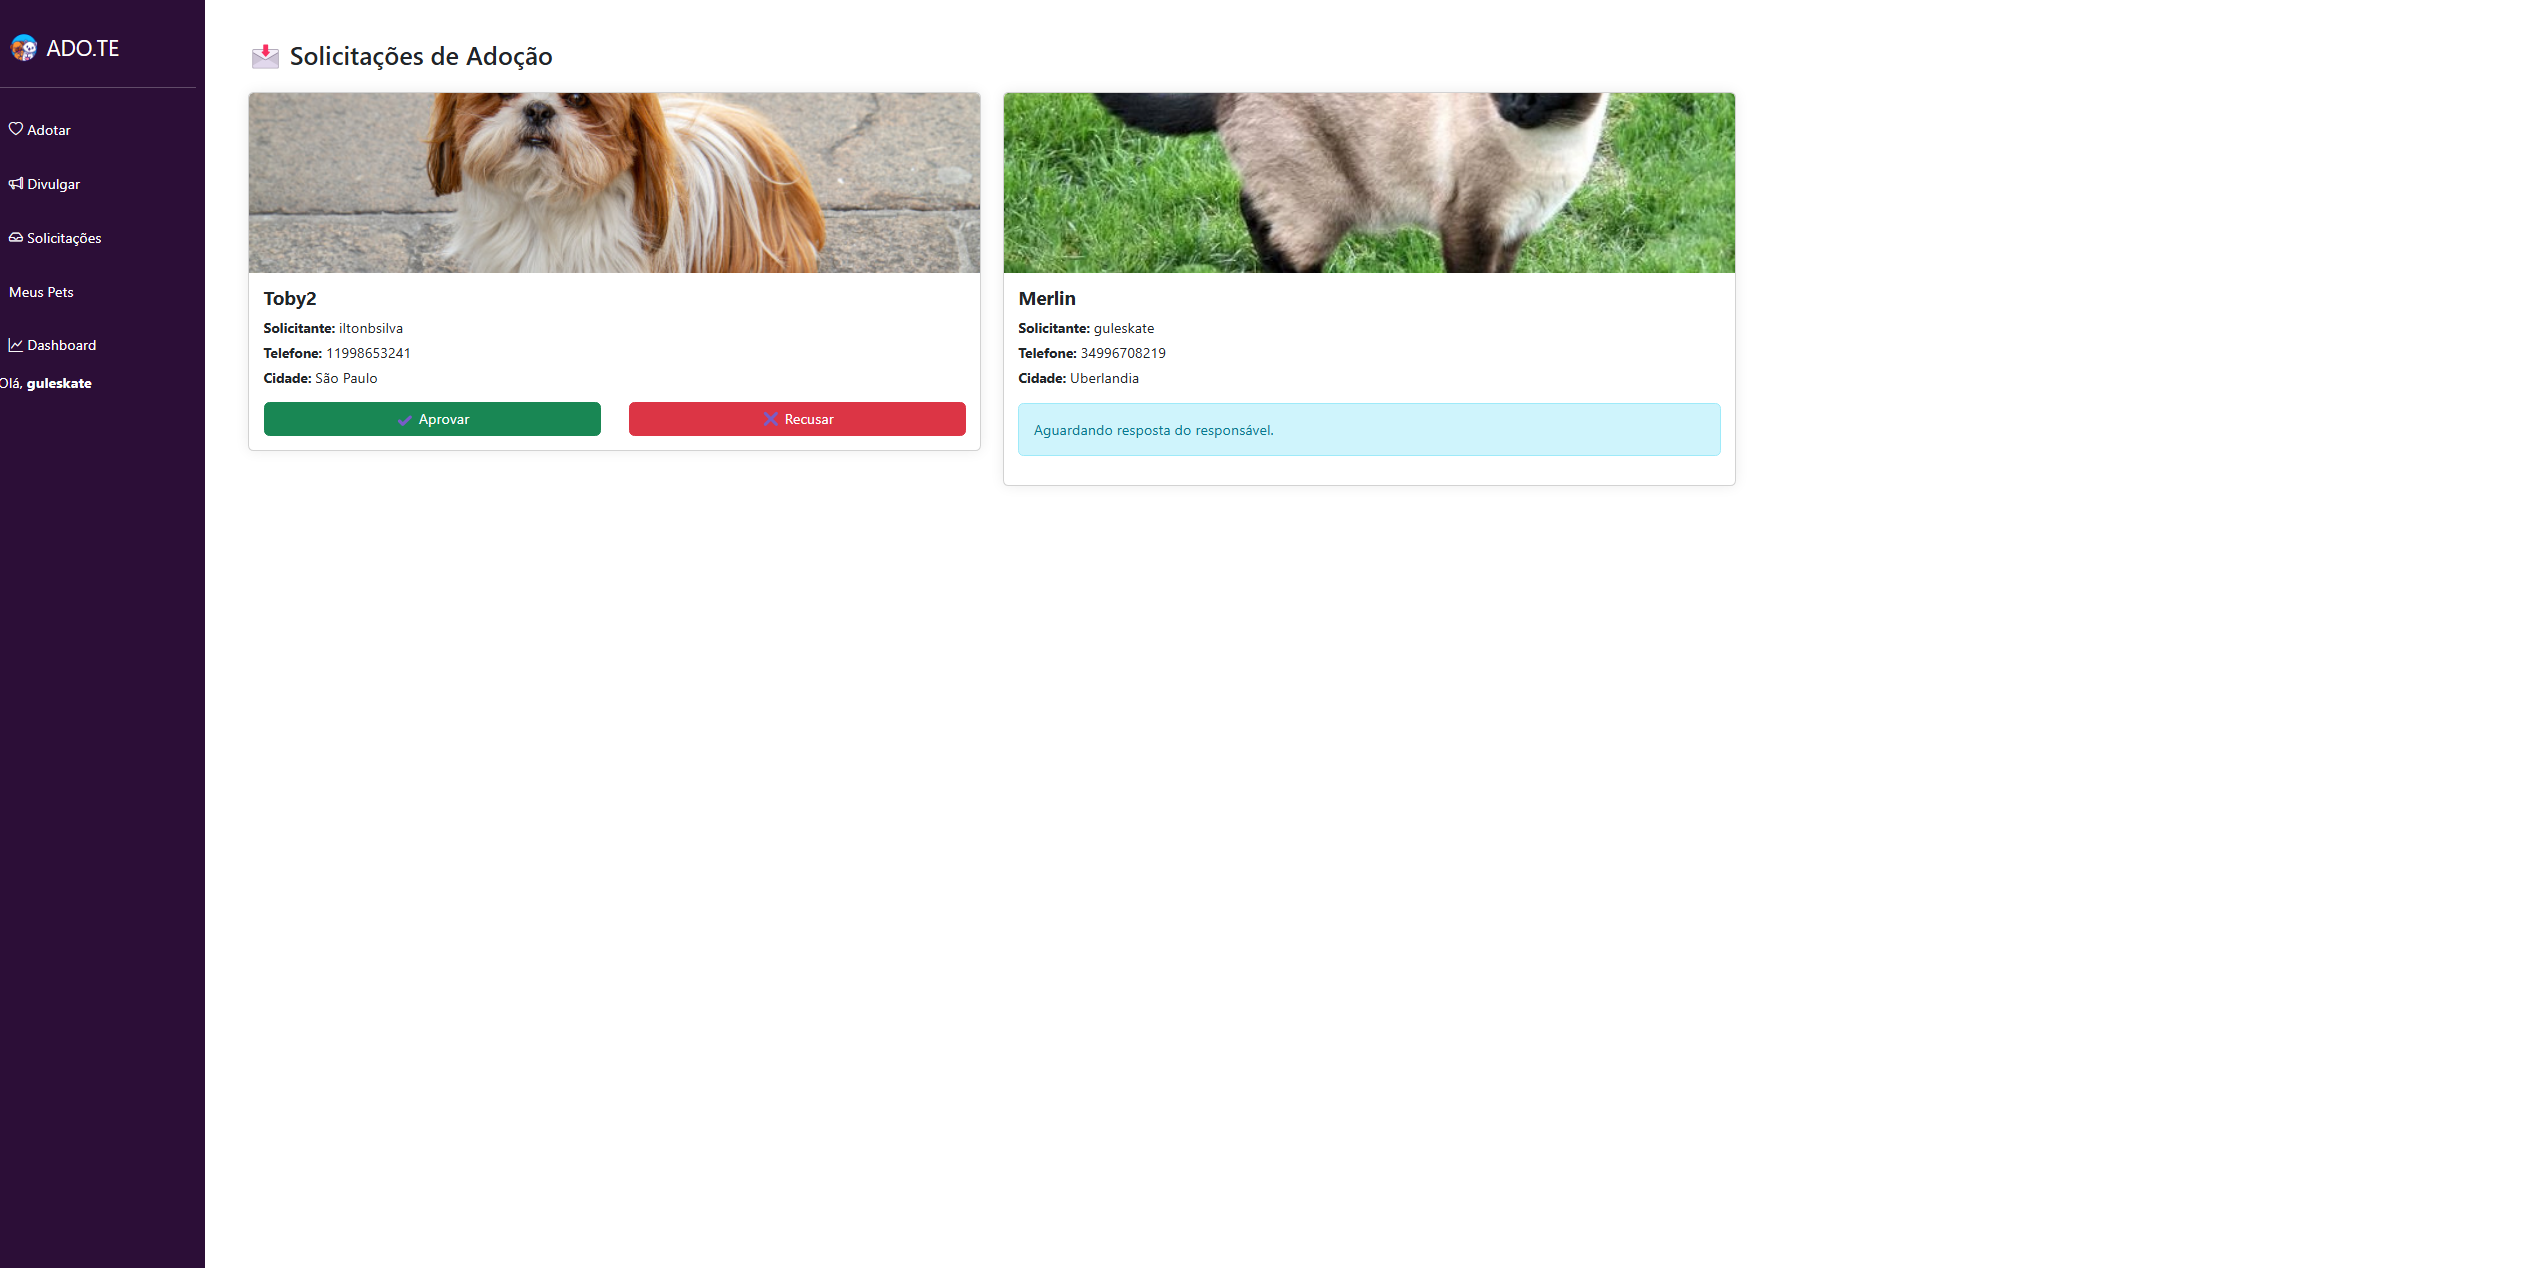 ADO.TE
Adotar
Divulgar
Solicitações
Meus Pets
Dashboard
Olá, guleskate
Solicitações de Adoção
Toby2
Solicitante: iltonbsilva
Telefone: 11998653241
Cidade: São Paulo
Aprovar
Recusar
Merlin
Solicitante: guleskate
Telefone: 34996708219
Cidade: Uberlandia
Aguardando resposta do responsável.